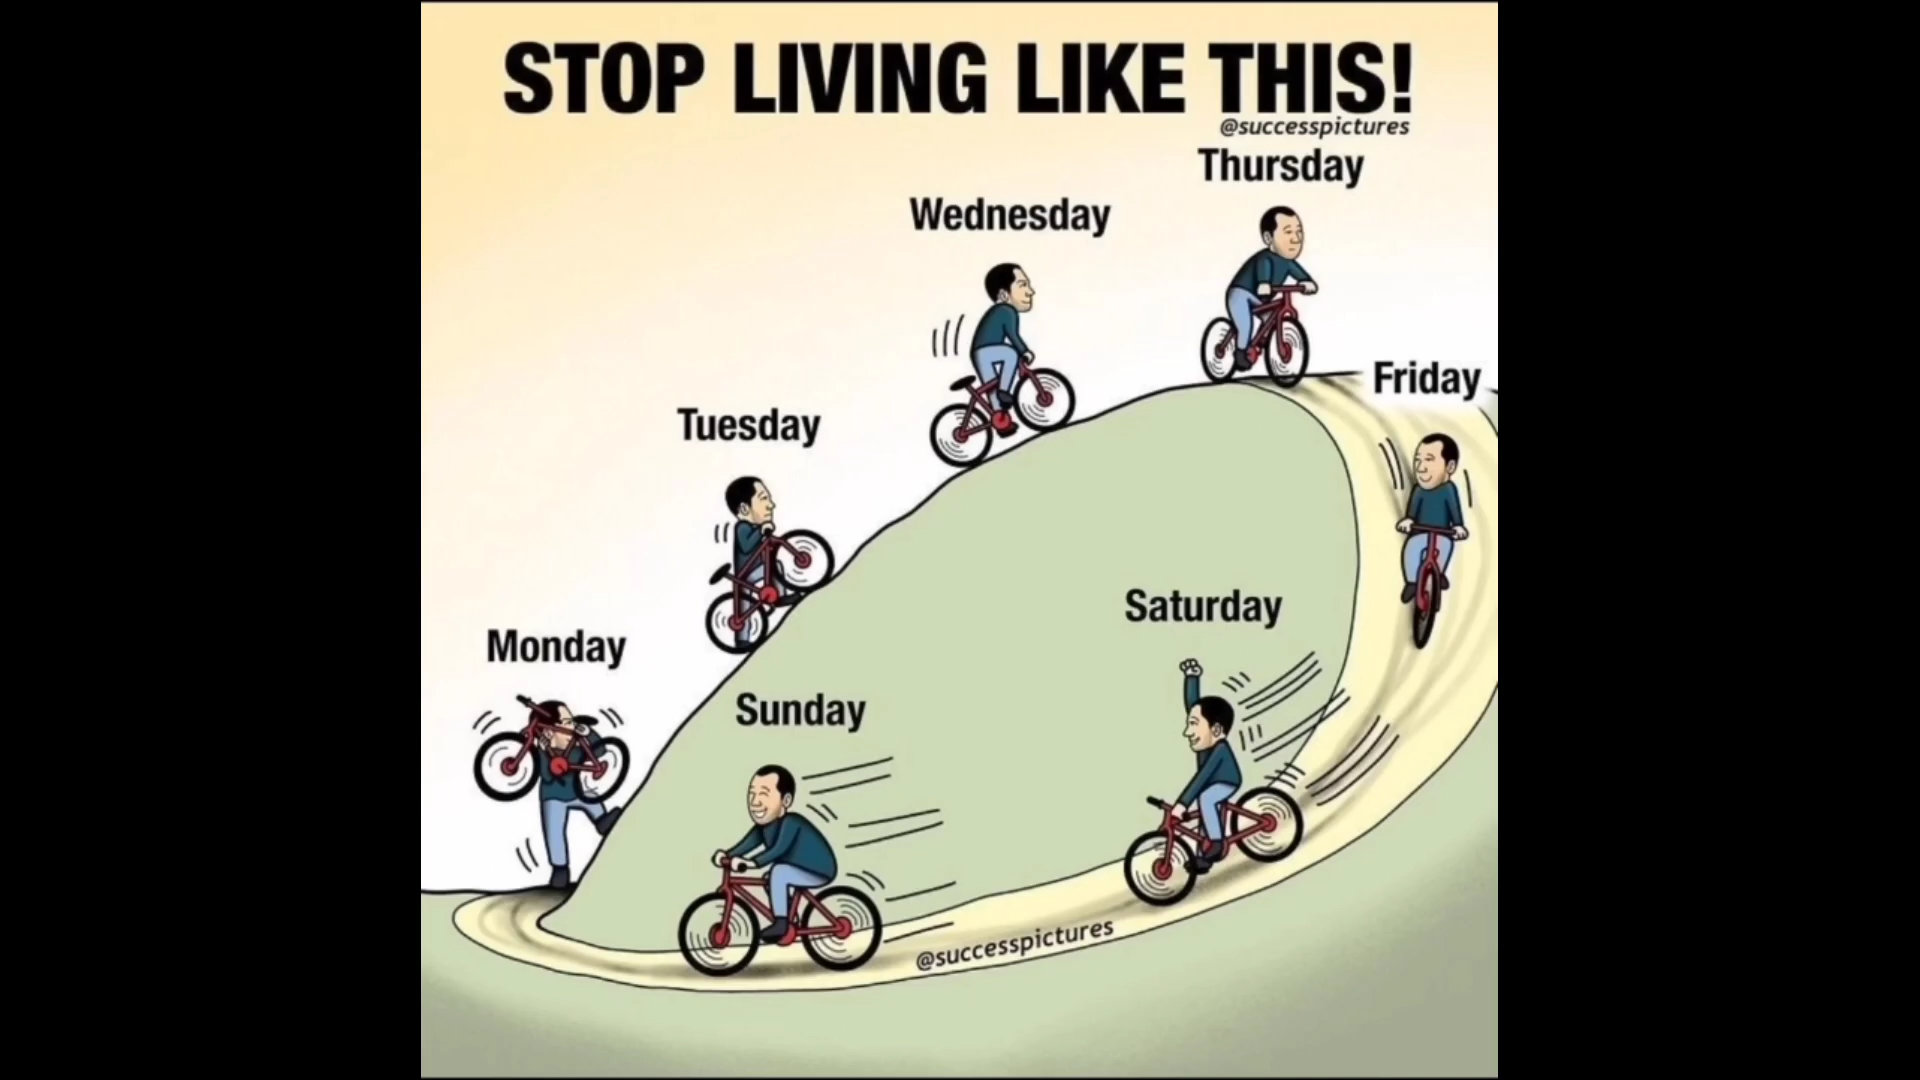 STOP LIVING LIKE THIS!
@successpictures
Thursday
Wednesday
Friday
Tuesday
Saturday
Monday
Sunday
@successpictures